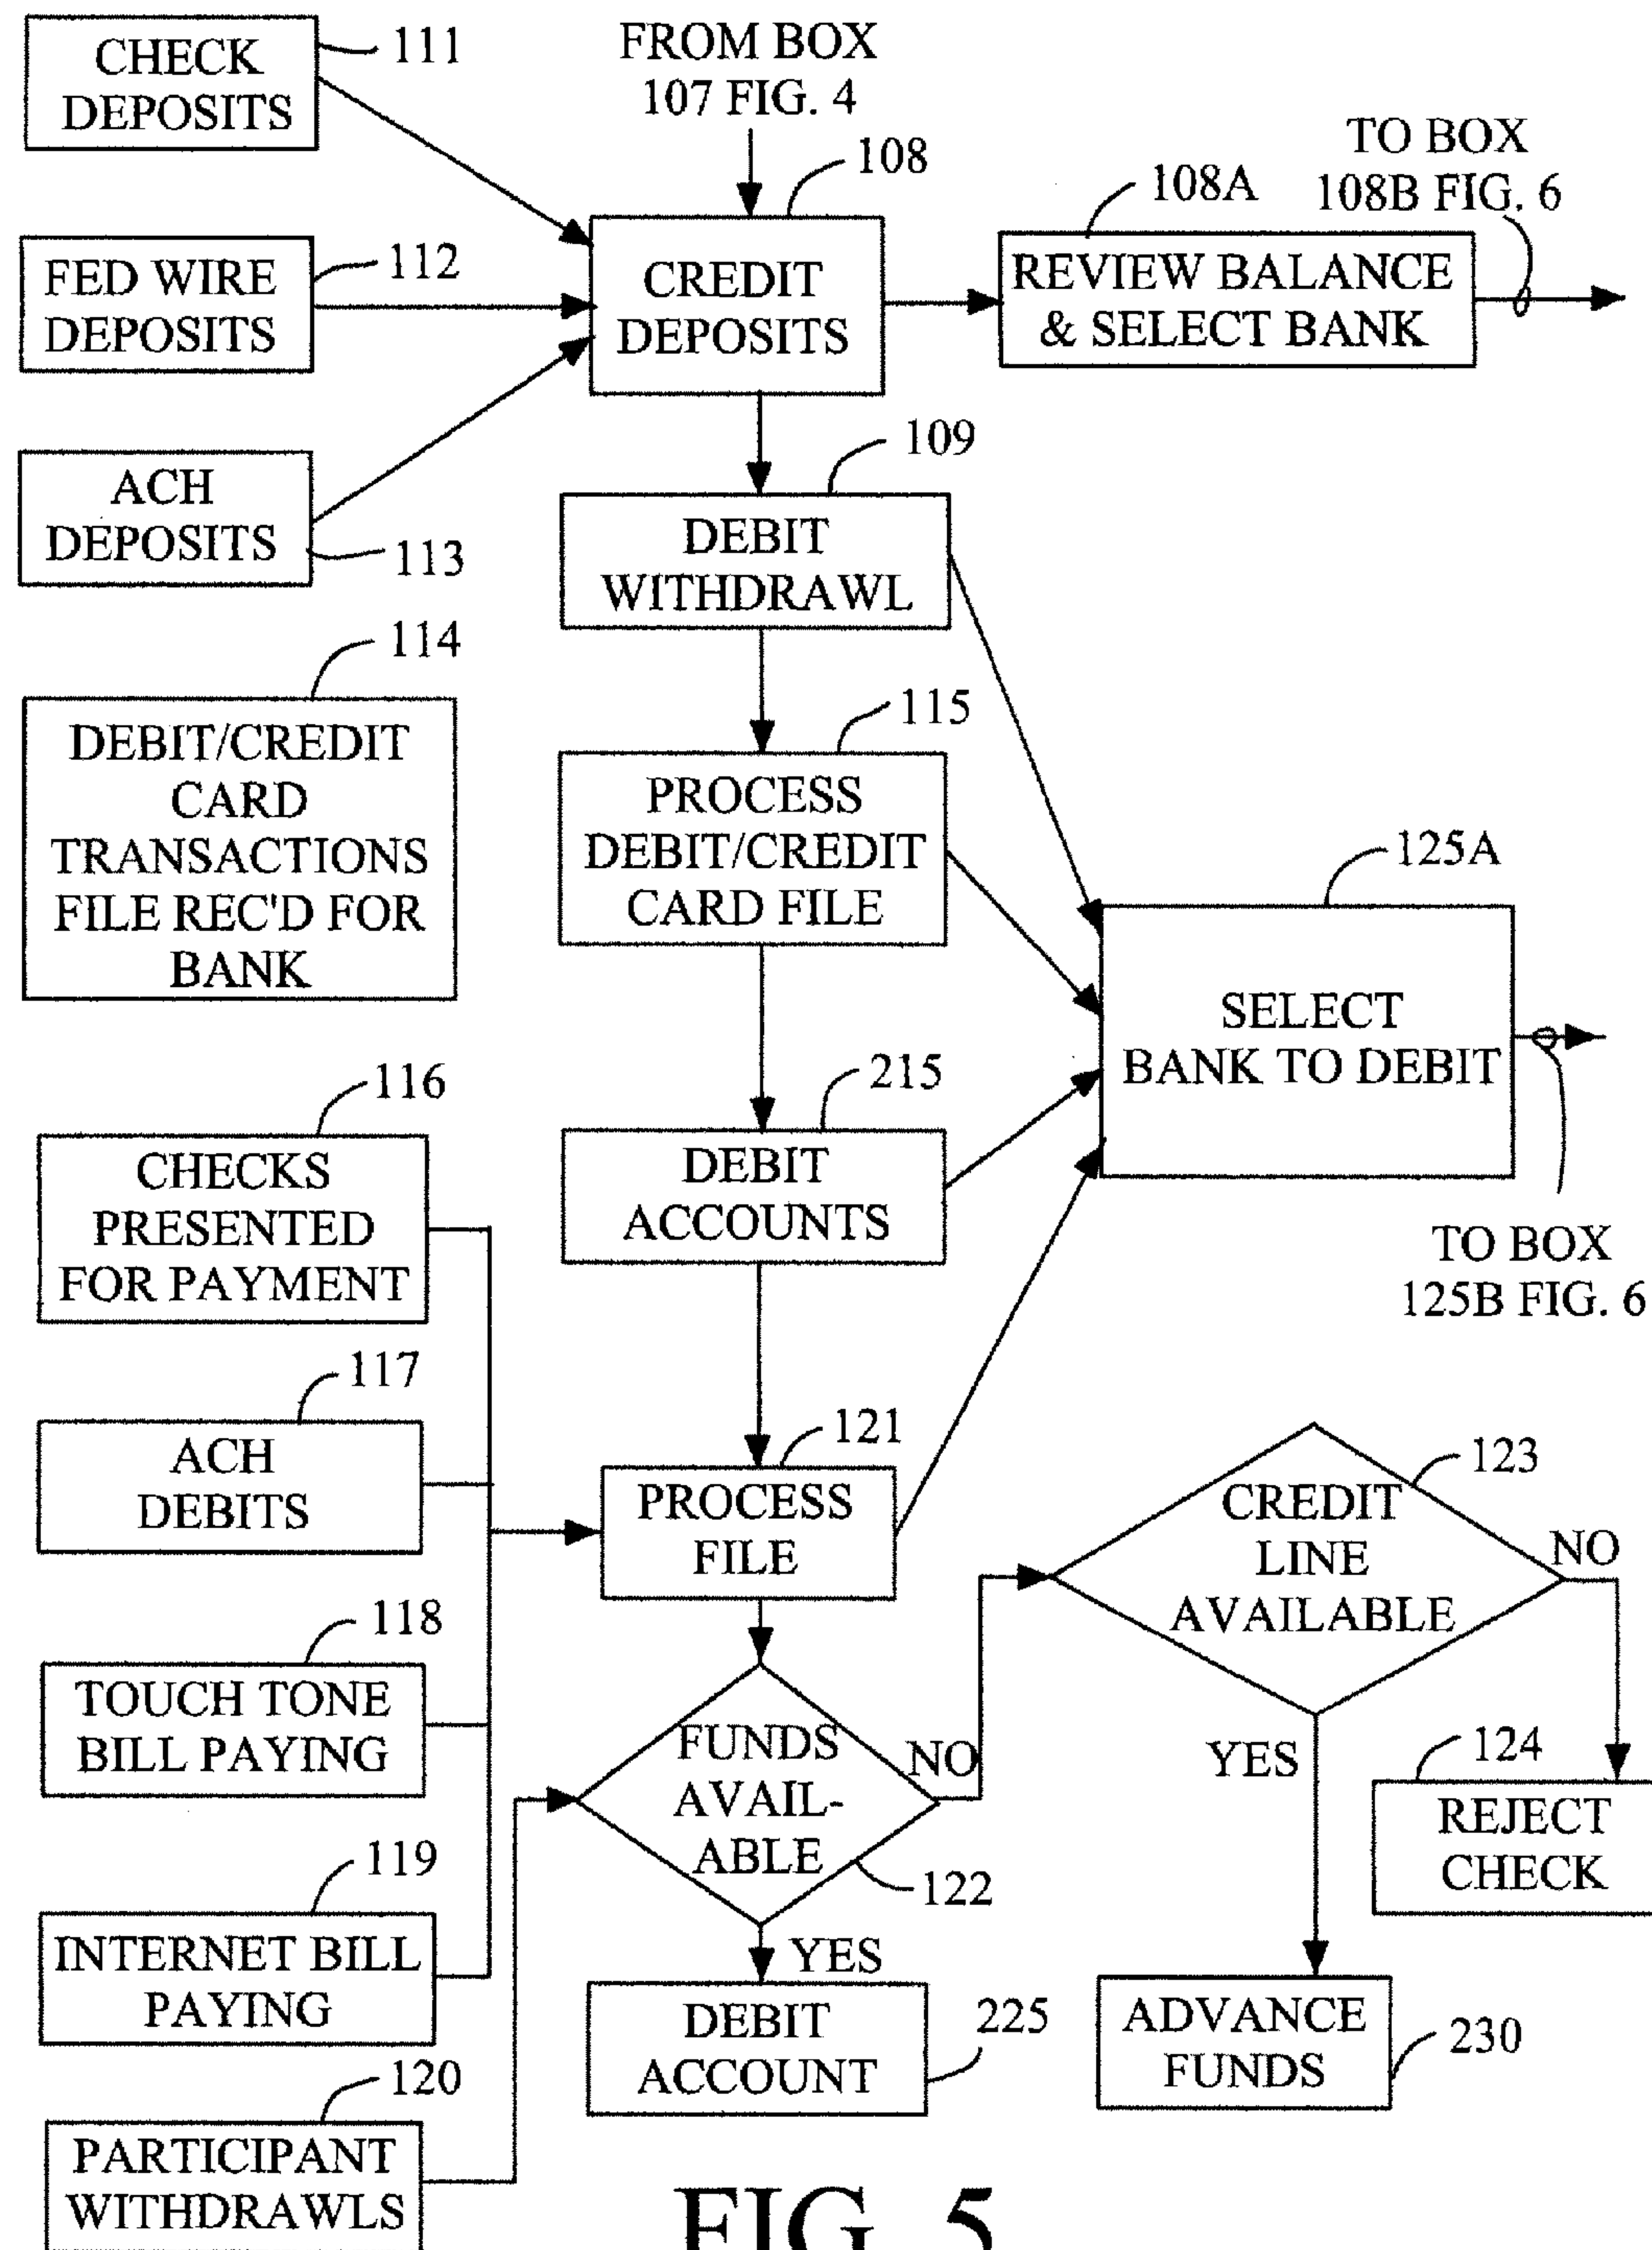 CHECK
DEPOSITS
111
FROM BOX
107 FIG. 4
108
108A
TO BOX
108B FIG. 6
FED WIRE
DEPOSITS
112
CREDIT
DEPOSITS
REVIEW BALANCE
& SELECT BANK
ACH
DEPOSITS
113
109
DEBIT
WITHDRAWL
114
DEBIT/CREDIT
CARD
TRANSACTIONS
FILE REC'D FOR
BANK
115
PROCESS
DEBIT/CREDIT
CARD FILE
125A
SELECT
BANK TO DEBIT
TO BOX
125B FIG. 6
116
CHECKS
PRESENTED
FOR PAYMENT
215
DEBIT
ACCOUNTS
117
ACH
DEBITS
121
PROCESS
FILE
123
CREDIT
LINE
AVAILABLE
NO
118
TOUCH TONE
BILL PAYING
FUNDS
AVAIL-
ABLE
NO
122
YES
124
REJECT
CHECK
119
INTERNET BILL
PAYING
YES
DEBIT
ACCOUNT
225
ADVANCE
FUNDS
230
120
PARTICIPANT
WITHDRAWLS
FIG. 5